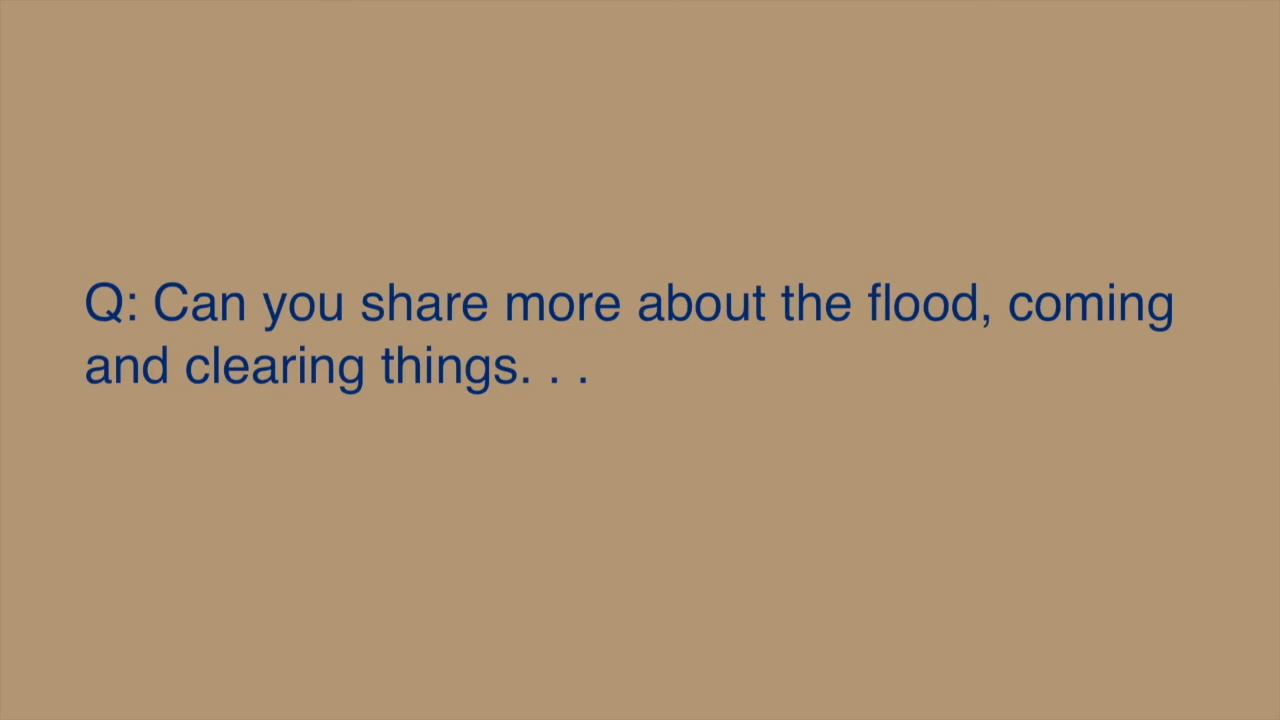 Q: Can you share more about the flood, coming
and clearing things. . .